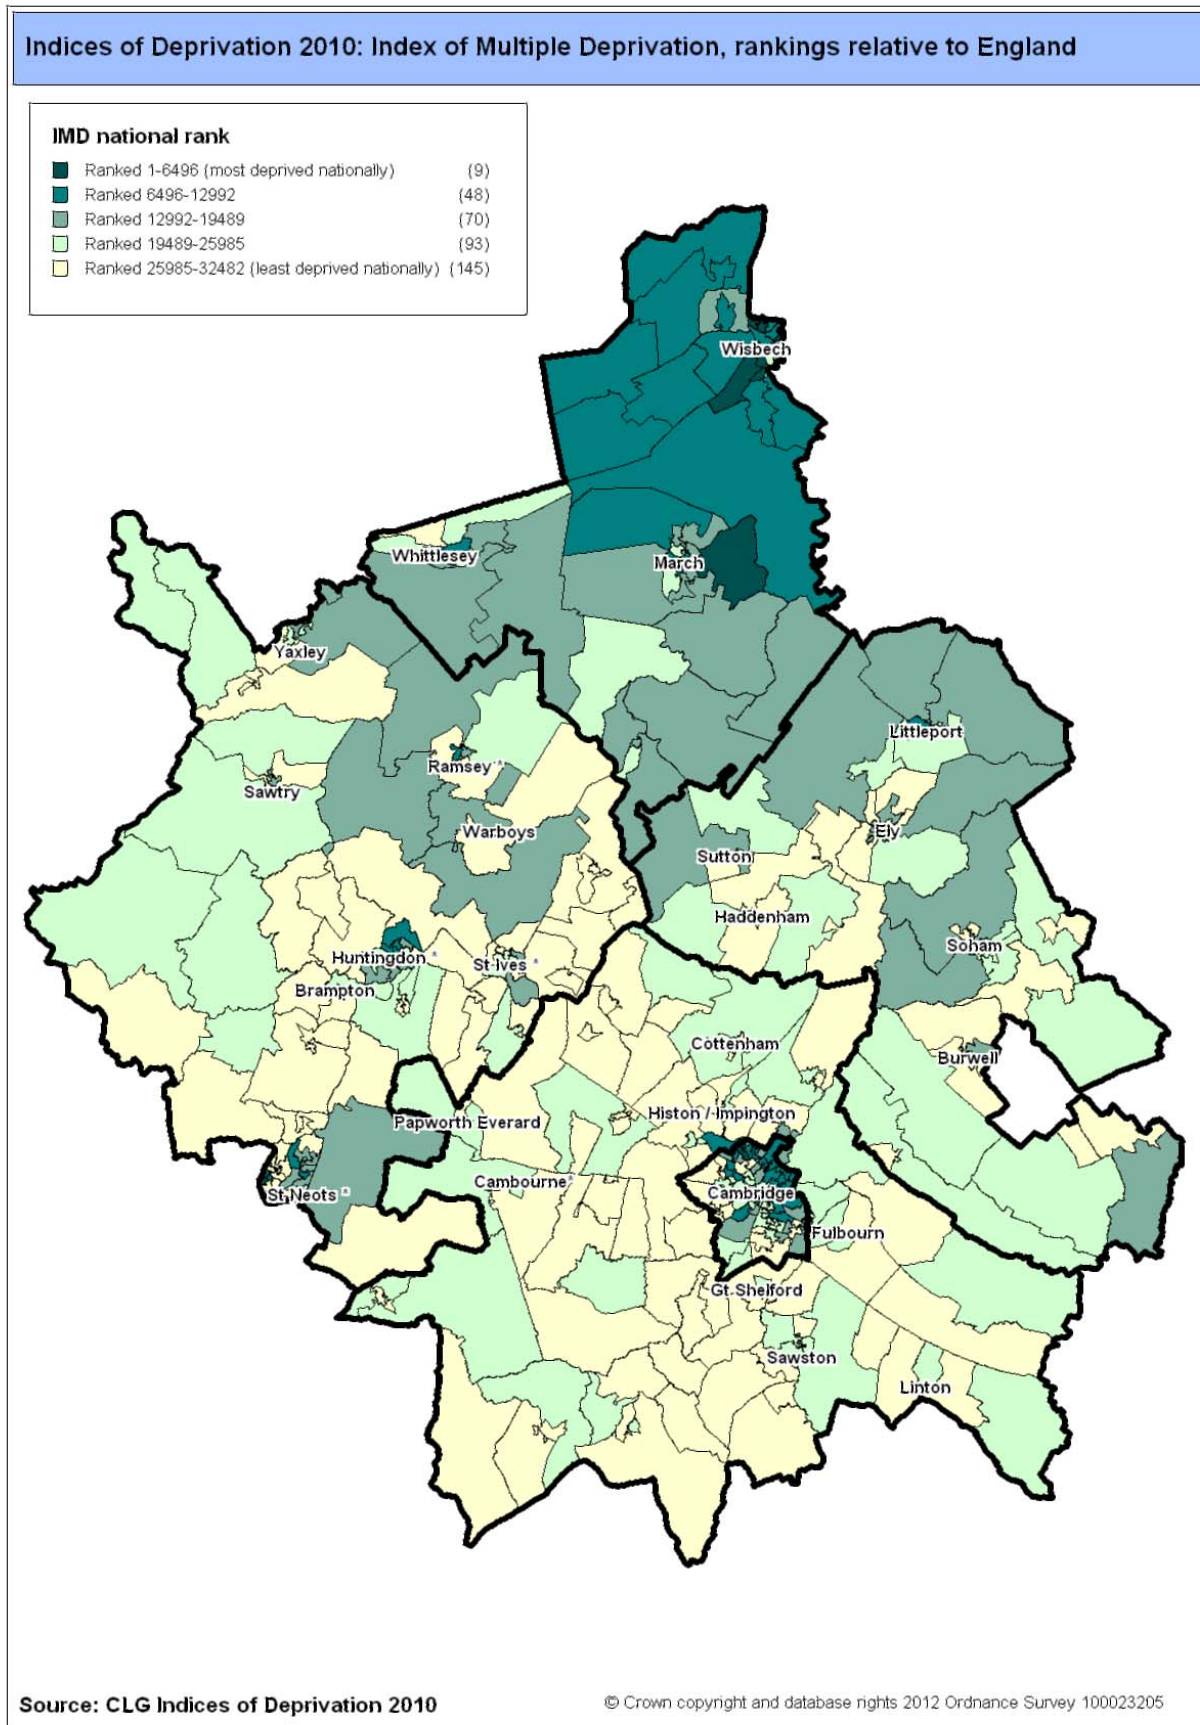 Indices of Deprivation 2010: Index of Multiple Deprivation, rankings relative to England
IMD national rank
Ranked 1-6496 (most deprived nationally) (9)
Ranked 6496-12992 (48)
Ranked 12992-19489 (70)
Ranked 19489-25985 (93)
Ranked 25985-32482 (least deprived nationally) (145)
Wisbech
Whittlesey
March
Yaxley
Littleport
Ramsey *
Sawtry
Warboys
Ely
Sutton
Haddenham
Soham
Huntingdon *
St Ives *
Brampton
Cottenham
Burwell
Papworth Everard
Histon / Impington
Cambourne*
St Neots *
Cambridge
Fulbourn
Gt Shelford
Sawston
Linton
Source: CLG Indices of Deprivation 2010
© Crown copyright and database rights 2012 Ordnance Survey 100023205